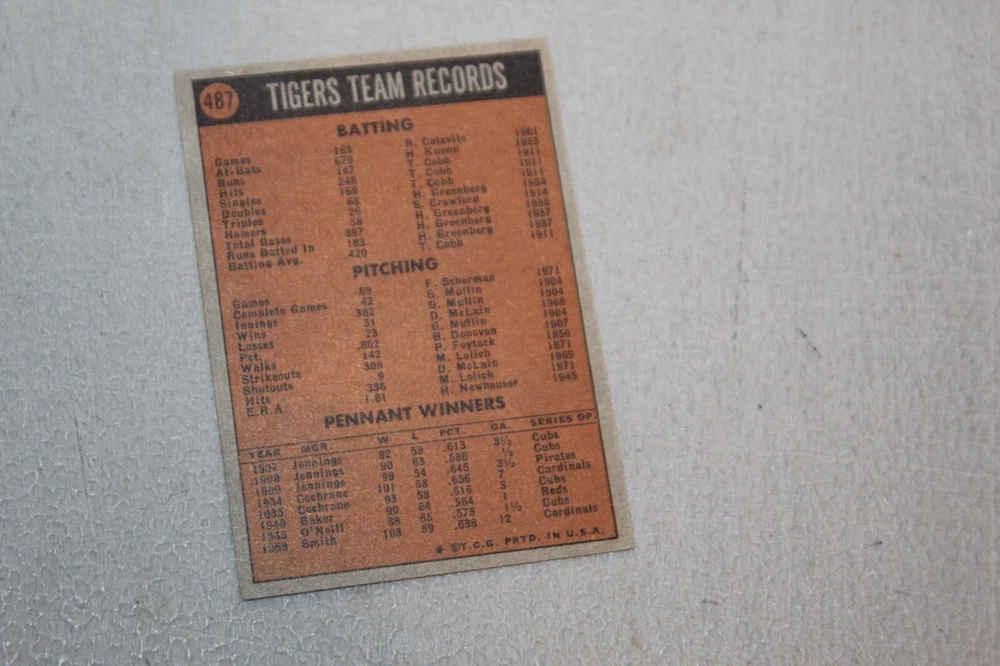 487 TIGERS TEAM RECORDS
BATTING
Games 163 R. Colavito 1961
At-Bats 679 H. Kuenn 1953
Runs 147 T. Cobb 1911
Hits 248 T. Cobb 1911
Singles 169 T. Cobb 1911
Doubles 63 H. Greenberg 1934
Triples 26 S. Crawford 1914
Homers 58 H. Greenberg 1938
Total Bases 397 H. Greenberg 1937
Runs Batted In 183 H. Greenberg 1937
Batting Avg. 420 T. Cobb 1911
PITCHING
Games 69 F. Scherman 1971
Complete Games 42 G. Mullin 1904
Innings 382 G. Mullin 1904
Wins 31 D. McLain 1968
Losses 23 G. Mullin 1904
Pct. .862 B. Donovan 1907
Walks 142 P. Foytack 1956
Strikeouts 308 M. Lolich 1971
Shutouts 9 D. McLain 1969
Hits 336 M. Lolich 1971
E.R.A. 1.81 H. Newhouser 1945
PENNANT WINNERS
YEAR MGR. W L PCT. GA. SERIES OP.
1907 Jennings 92 58 .613 Cubs
1908 Jennings 90 63 .588 ½ Cubs
1909 Jennings 98 54 .645 3½ Pirates
1934 Cochrane 101 53 .656 7 Cardinals
1935 Cochrane 93 58 .616 3 Cubs
1940 Baker 90 64 .584 1 Reds
1945 O'Neill 88 65 .575 1½ Cubs
1968 Smith 103 59 .636 12 Cardinals
* ©T.C.G. PRTD. IN U.S.A.